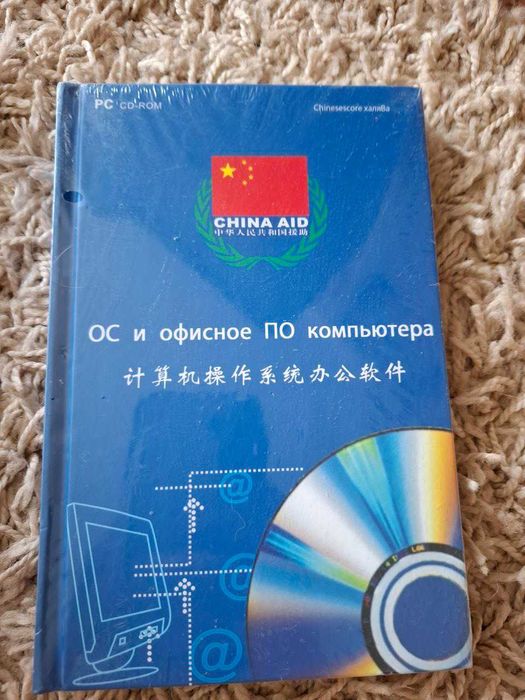 PC CD-ROM
Chinesescore халяВа
CHINA AID
中华人民共和国援助
ОС и офисное ПО компьютера
计算机操作系统办公软件
@
@
@